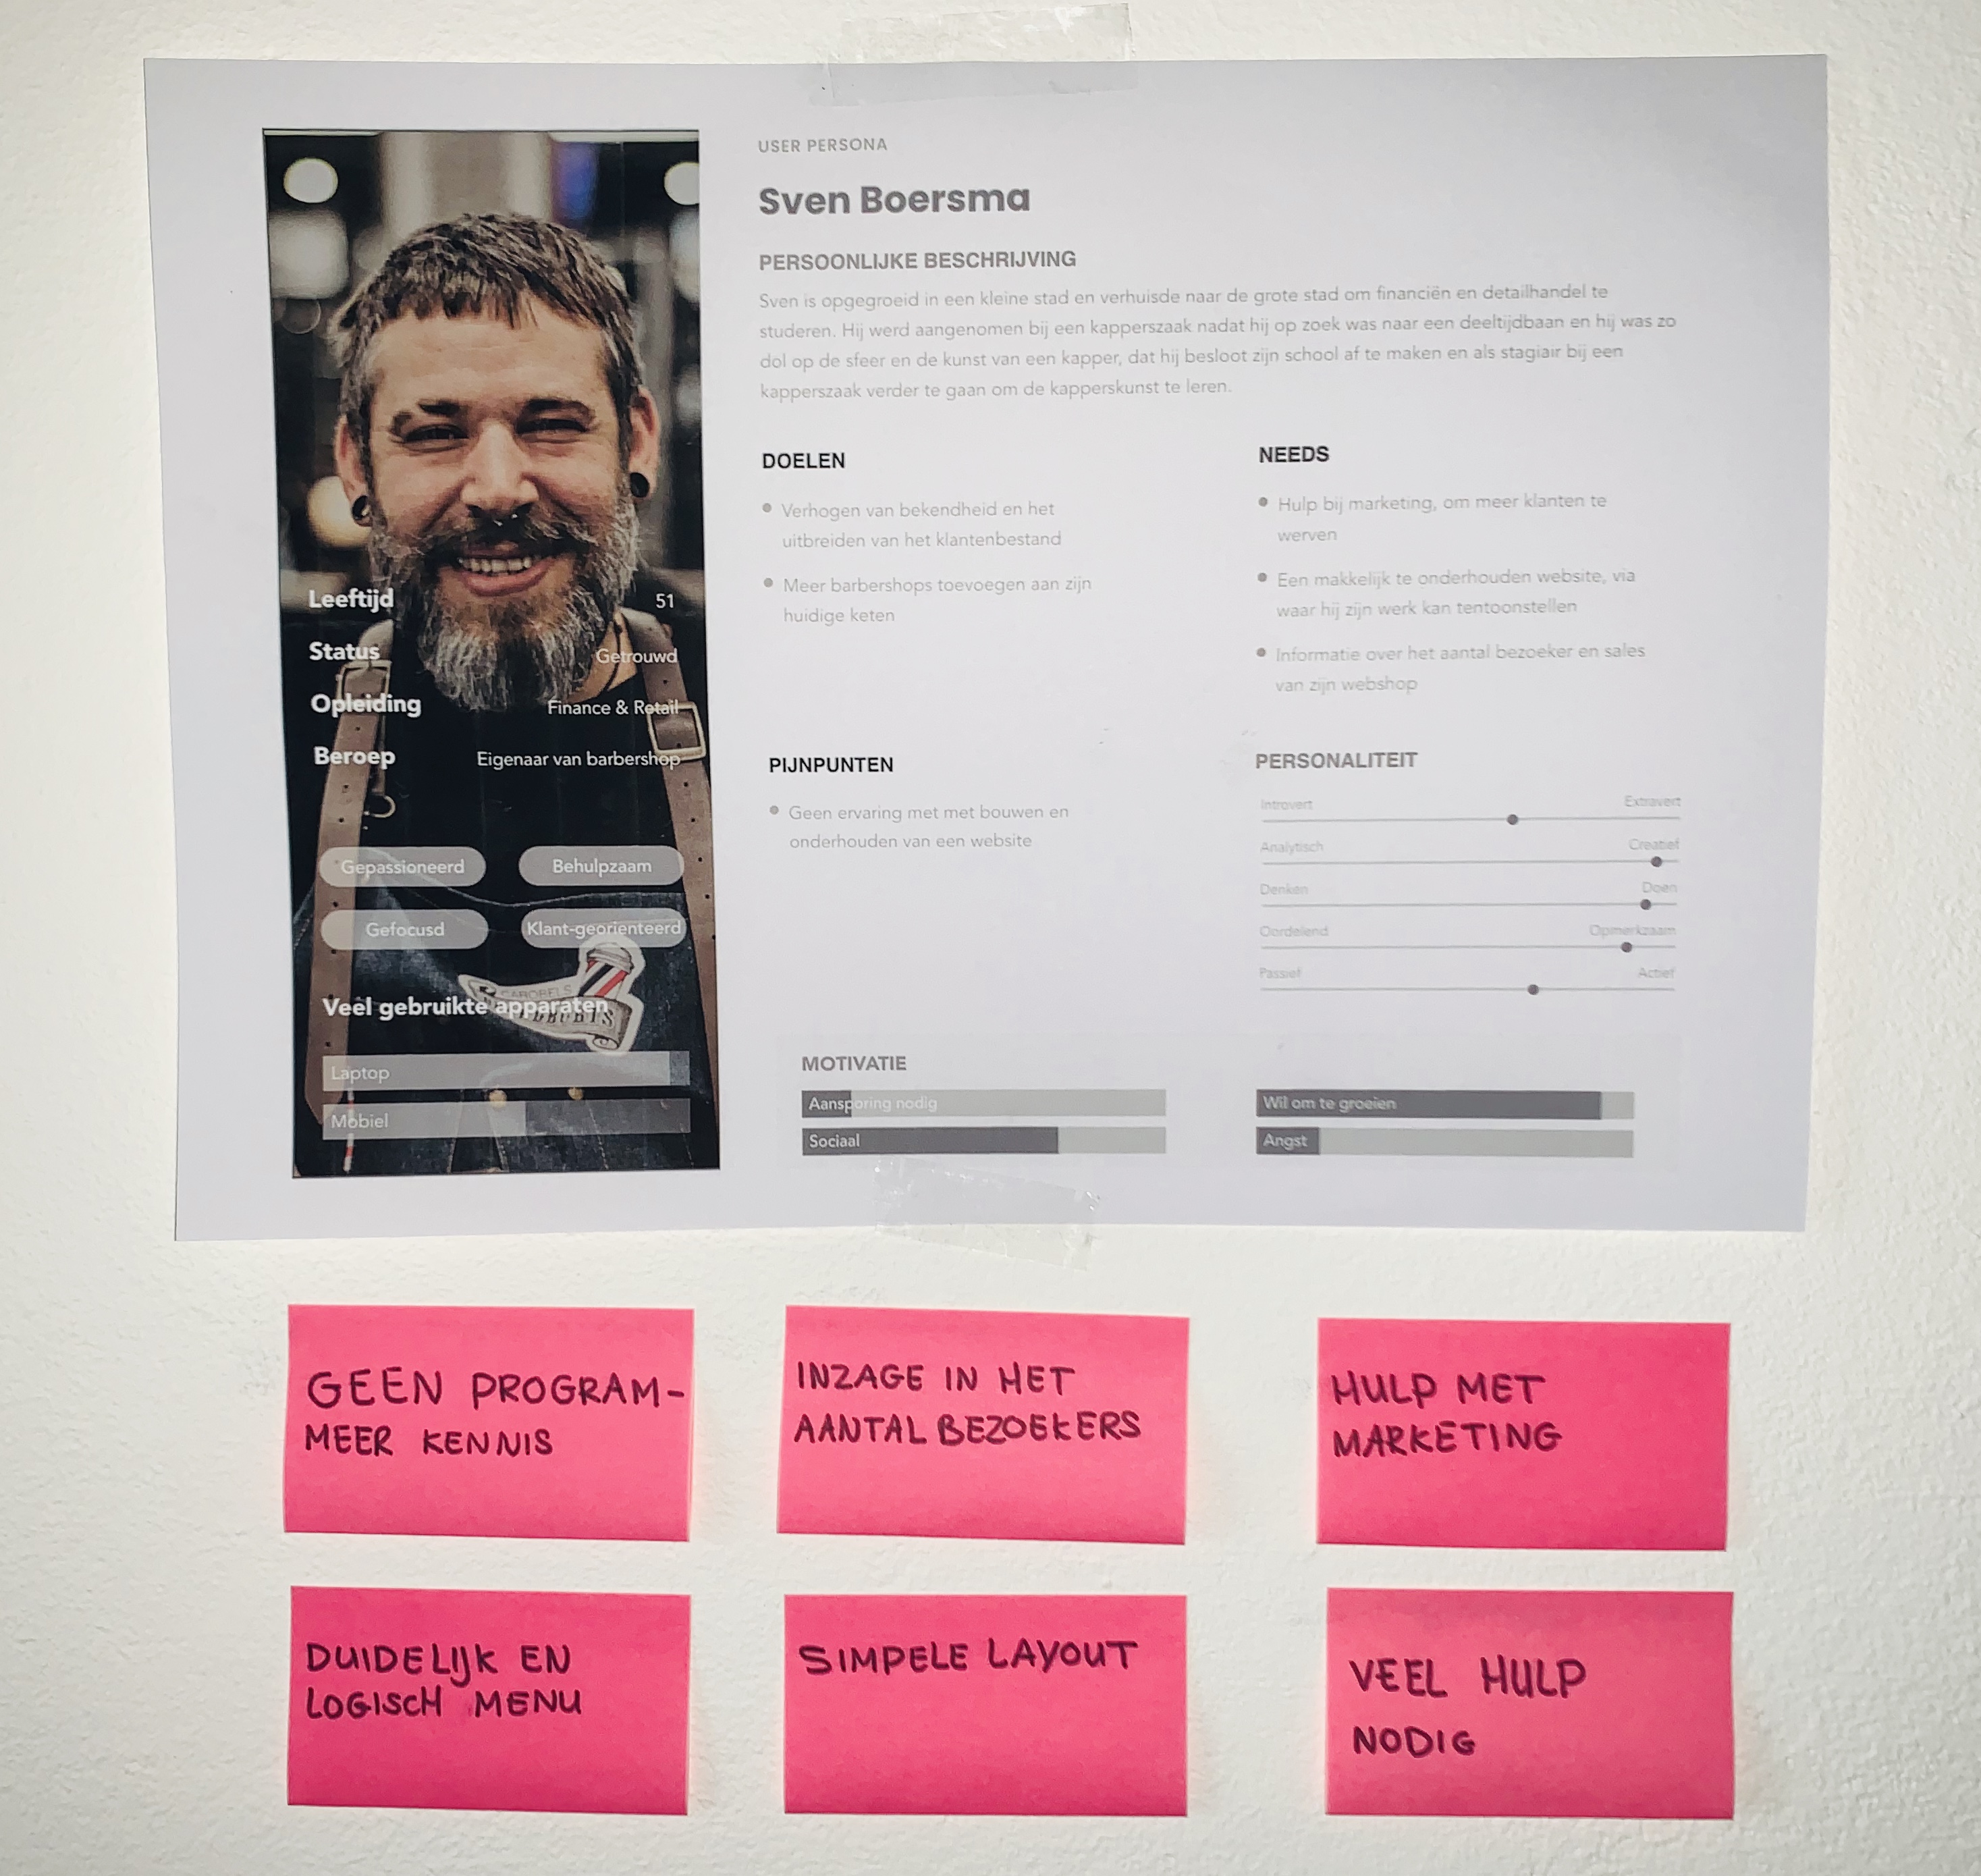 USER PERSONA
Sven Boersma
PERSOONLIJKE BESCHRIJVING
Sven is opgegroeid in een kleine stad en verhuisde naar de grote stad om financiën en detailhandel te
studeren. Hij werd aangenomen bij een kapperszaak nadat hij op zoek was naar een deeltijdbaan en hij was zo
dol op de sfeer en de kunst van een kapper, dat hij besloot zijn school af te maken en als stagiair bij een
kapperszaak verder te gaan om de kapperskunst te leren.
DOELEN
Verhogen van bekendheid en het
uitbreiden van het klantenbestand
Meer barbershops toevoegen aan zijn
huidige keten
NEEDS
Hulp bij marketing, om meer klanten te
werven
Een makkelijk te onderhouden website, via
waar hij zijn werk kan tentoonstellen
Informatie over het aantal bezoeker en sales
van zijn webshop
PIJNPUNTEN
Geen ervaring met met bouwen en
onderhouden van een website
PERSONALITEIT
Introvert Extravert
Analytisch Creatief
Denken Doen
Oordelend Opmerkzaam
Passief Actief
MOTIVATIE
Aansporing nodig
Sociaal
Wil om te groeien
Angst
Leeftijd 51
Status Getrouwd
Opleiding Finance & Retail
Beroep Eigenaar van barbershop
Gepassioneerd Behulpzaam
Gefocusd Klant-georienteerd
Veel gebruikte apparaten
Laptop
Mobiel
GEEN PROGRAM-
MEER KENNIS
INZAGE IN HET
AANTAL BEZOEKERS
HULP MET
MARKETING
DUIDELIJK EN
LOGISCH MENU
SIMPELE LAYOUT
VEEL HULP
NODIG